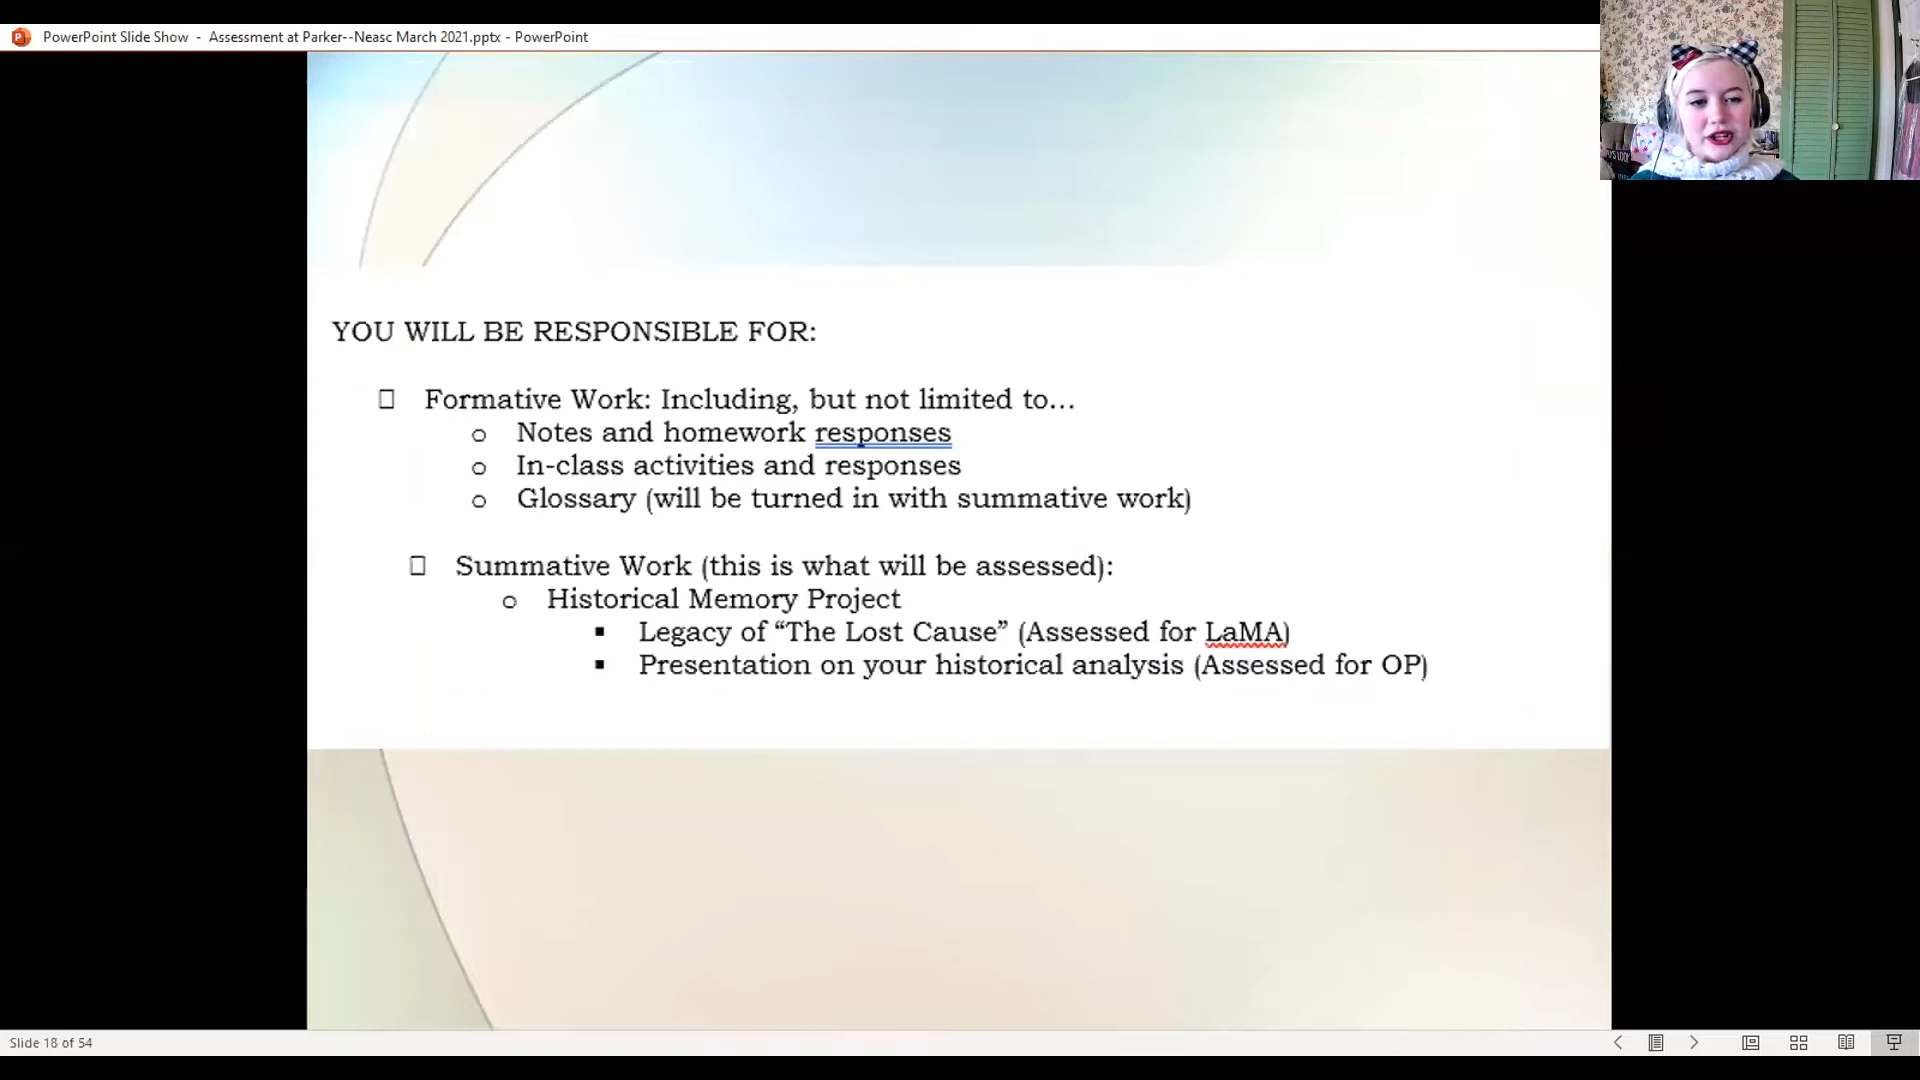 PowerPoint Slide Show - Assessment at Parker--Neasc March 2021.pptx - PowerPoint
YOU WILL BE RESPONSIBLE FOR:
Formative Work: Including, but not limited to…
o Notes and homework responses
o In-class activities and responses
o Glossary (will be turned in with summative work)
Summative Work (this is what will be assessed):
o Historical Memory Project
▪ Legacy of “The Lost Cause” (Assessed for LaMA)
▪ Presentation on your historical analysis (Assessed for OP)
Slide 18 of 54